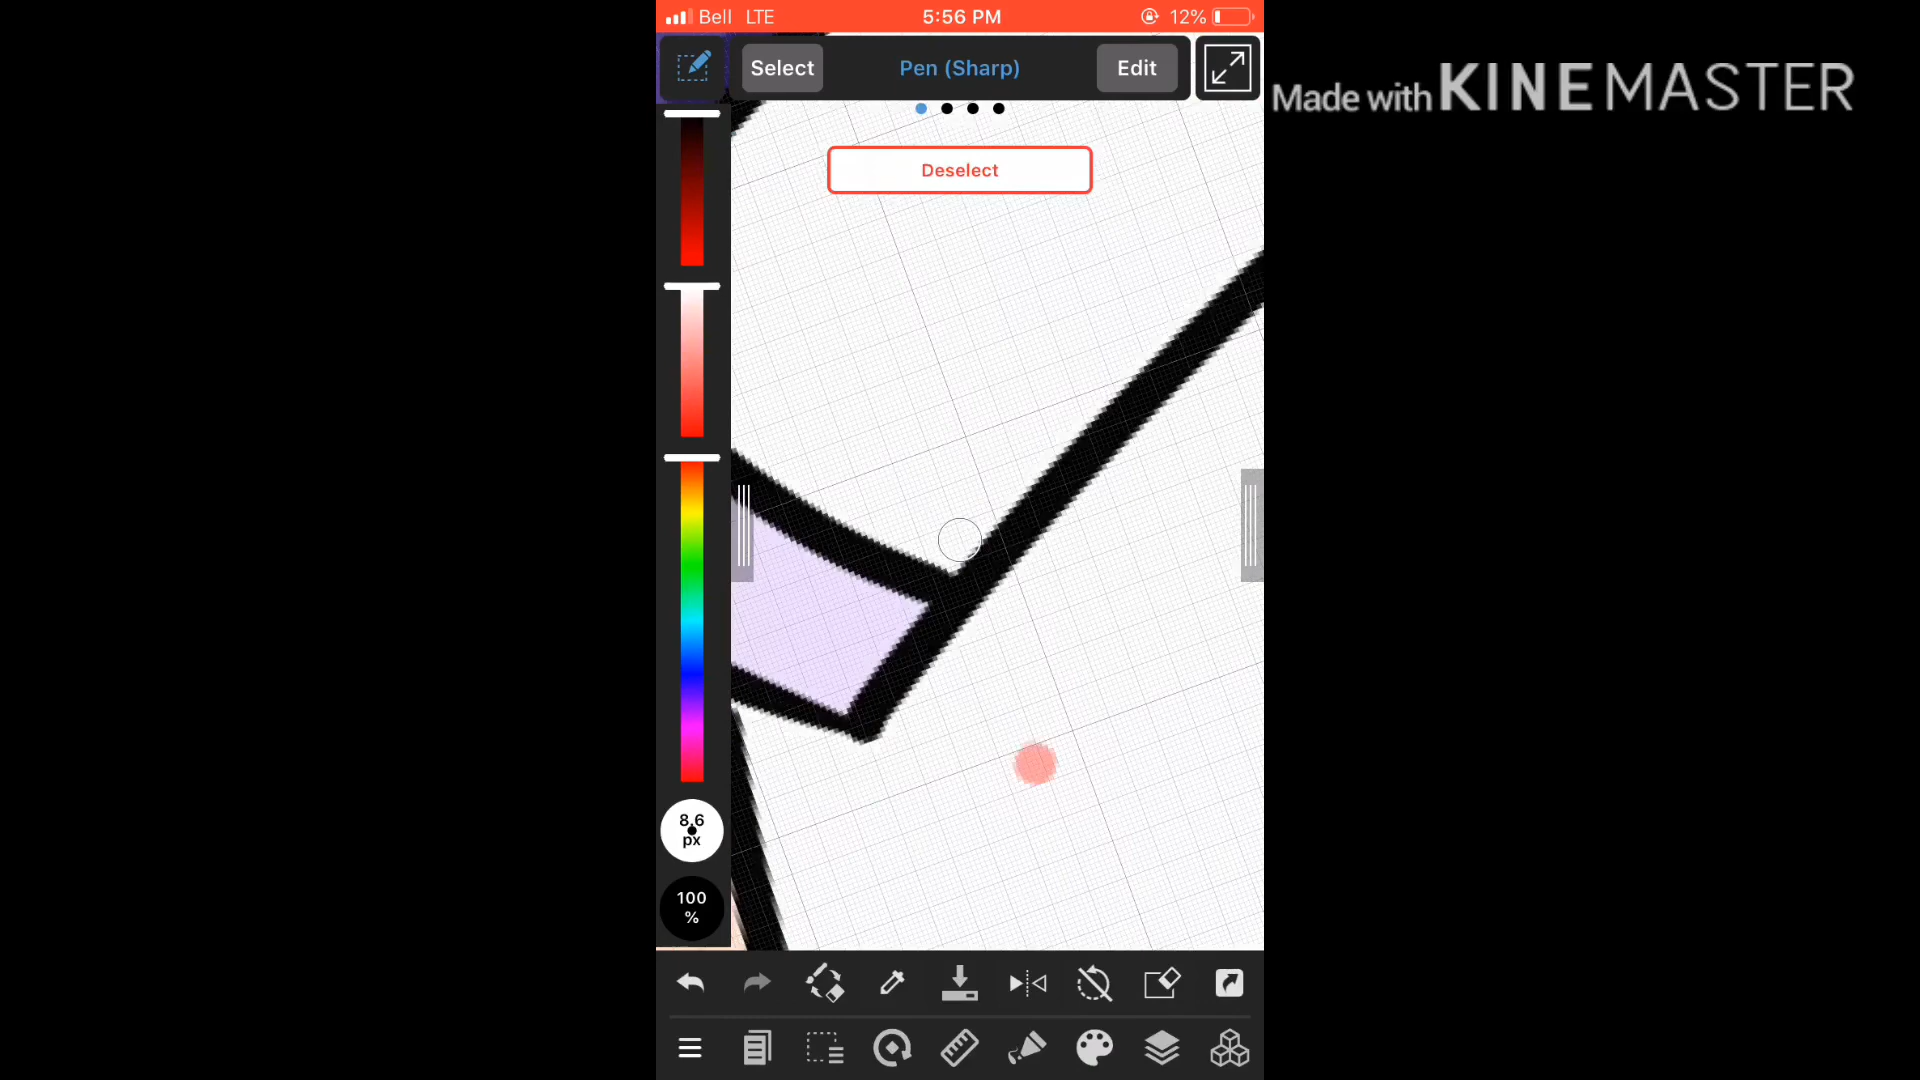 Bell LTE 5:56 PM 12%
Select Pen (Sharp) Edit
Made with KINEMASTER
Deselect
8.6
px
100
%